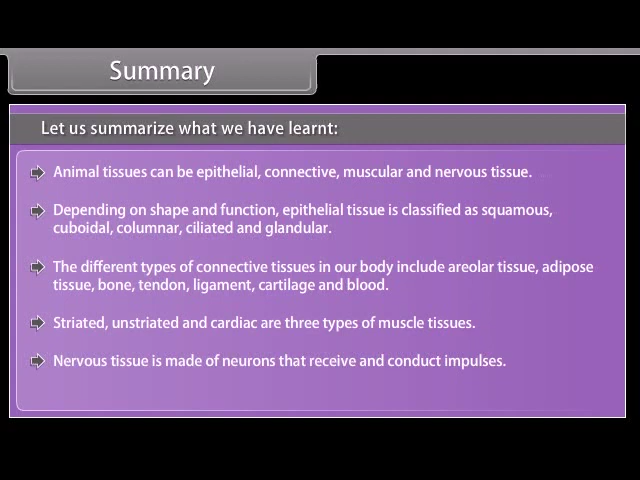 Summary
Let us summarize what we have learnt:
Animal tissues can be epithelial, connective, muscular and nervous tissue.
Depending on shape and function, epithelial tissue is classified as squamous,
cuboidal, columnar, ciliated and glandular.
The different types of connective tissues in our body include areolar tissue, adipose
tissue, bone, tendon, ligament, cartilage and blood.
Striated, unstriated and cardiac are three types of muscle tissues.
Nervous tissue is made of neurons that receive and conduct impulses.